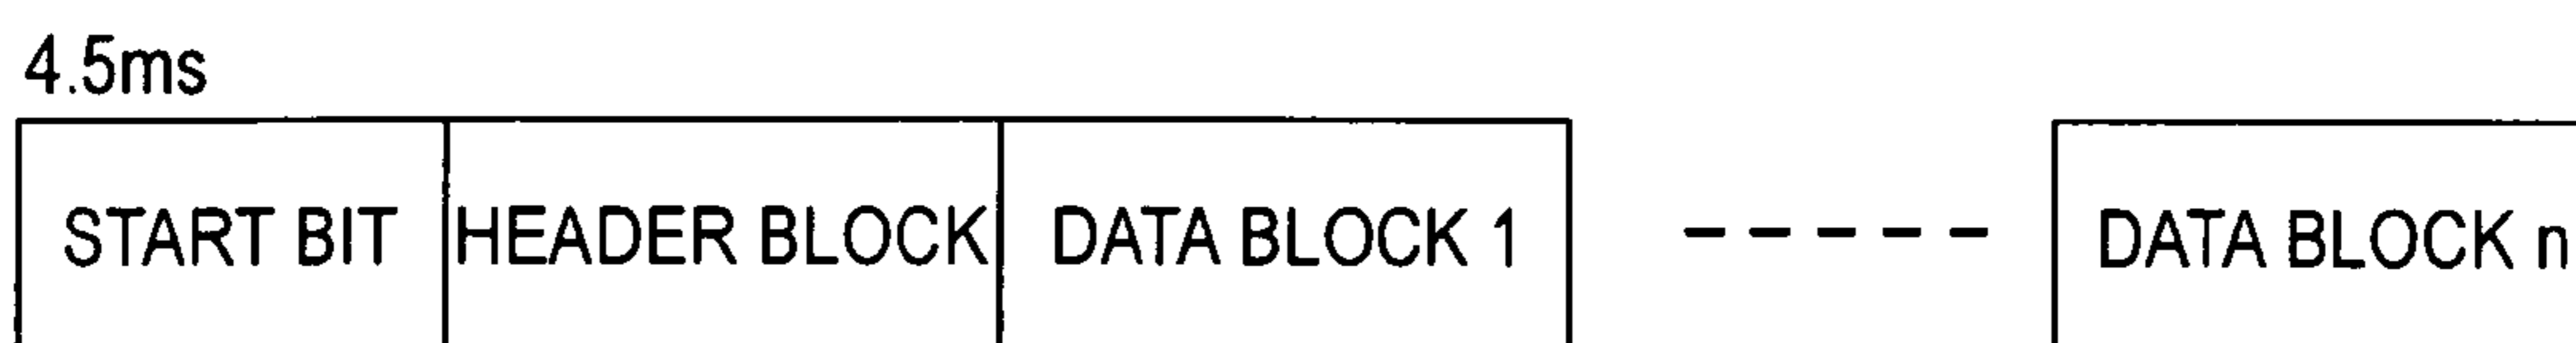 4.5ms
START BIT HEADER BLOCK DATA BLOCK 1 - - - - - DATA BLOCK n